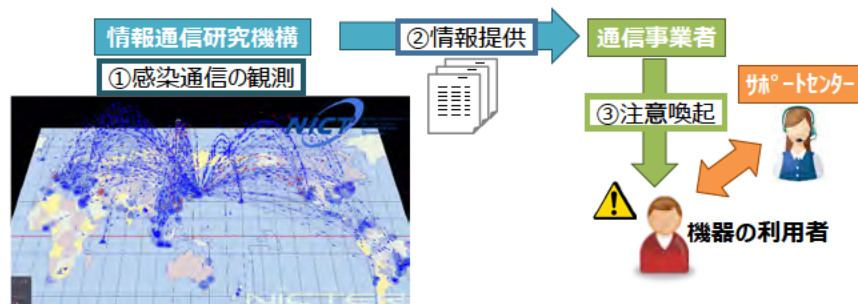 情報通信研究機構
②情報提供
通信事業者
①感染通信の観測
サポートセンター
③注意喚起
NICT
機器の利用者
NICTER